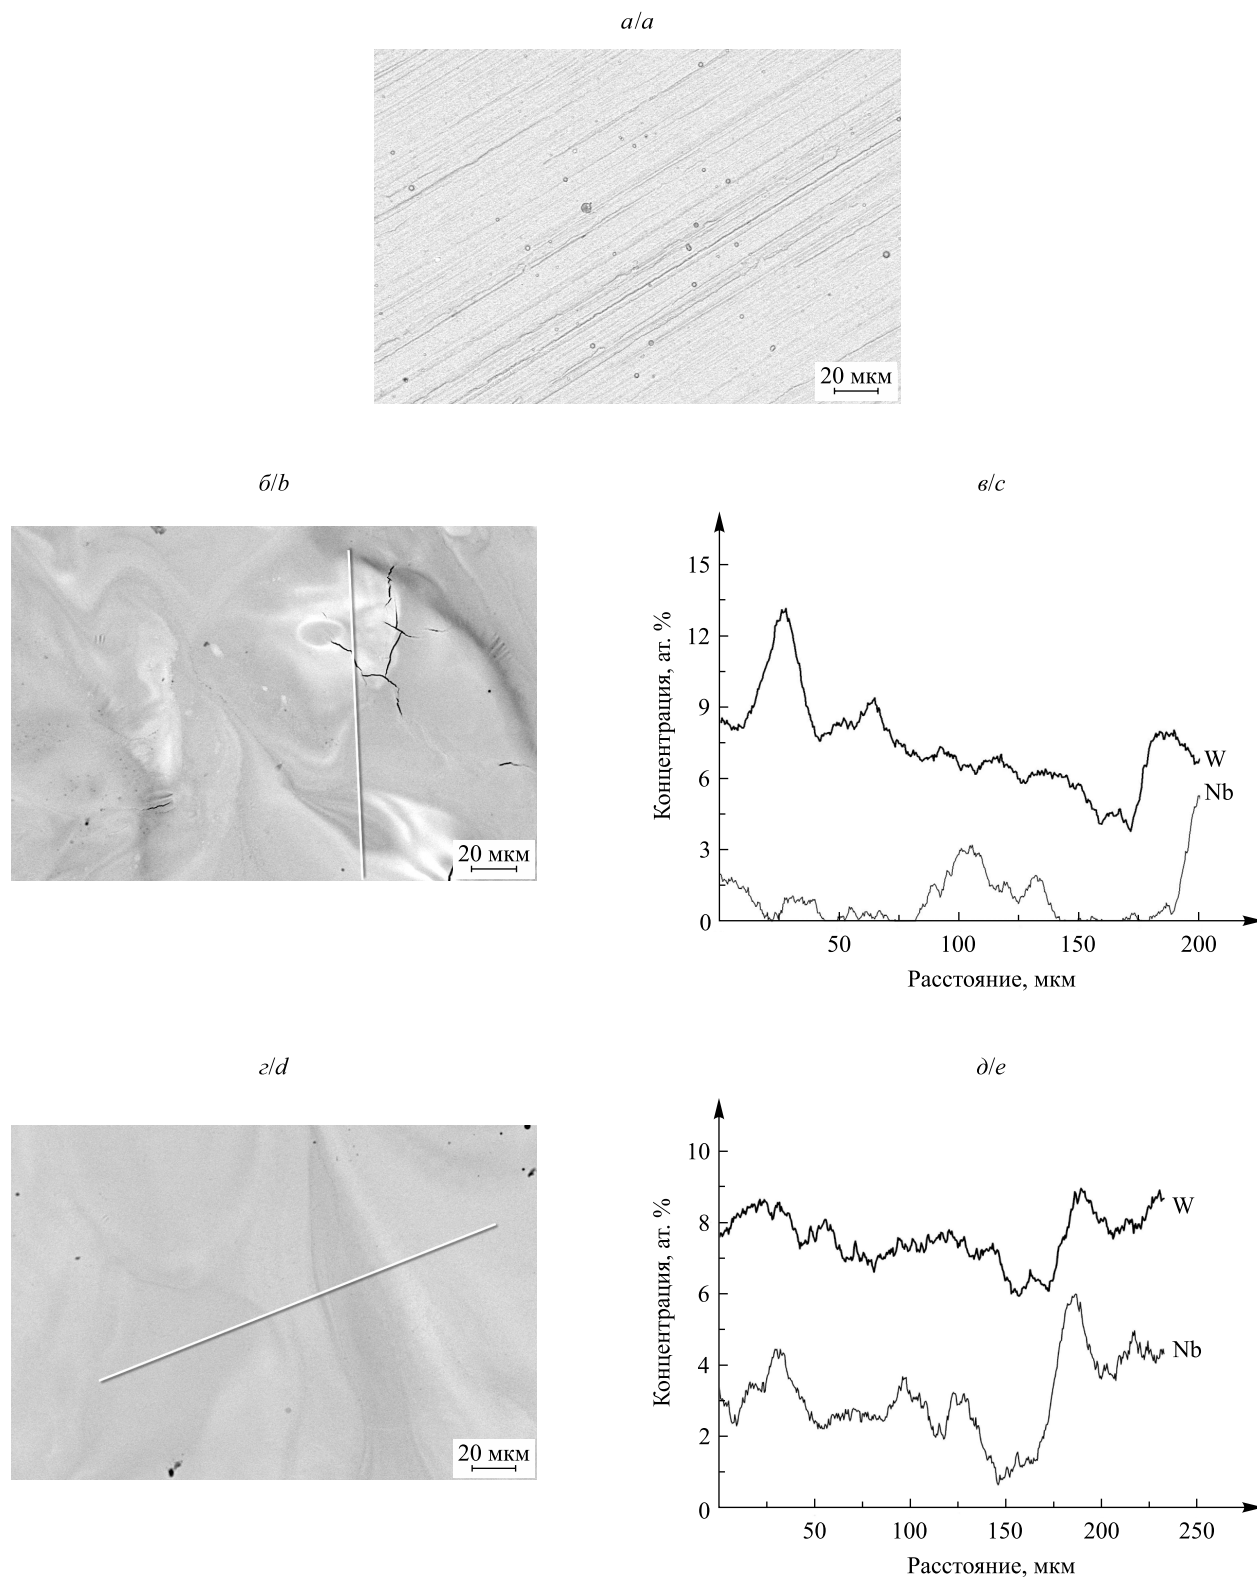 а/a
20 мкм
б/b
20 мкм
в/c
Концентрация, ат. %
15
12
9
6
3
0
W
Nb
50 100 150 200
Расстояние, мкм
г/d
20 мкм
д/e
Концентрация, ат. %
10
8
6
4
2
0
W
Nb
50 100 150 200 250
Расстояние, мкм